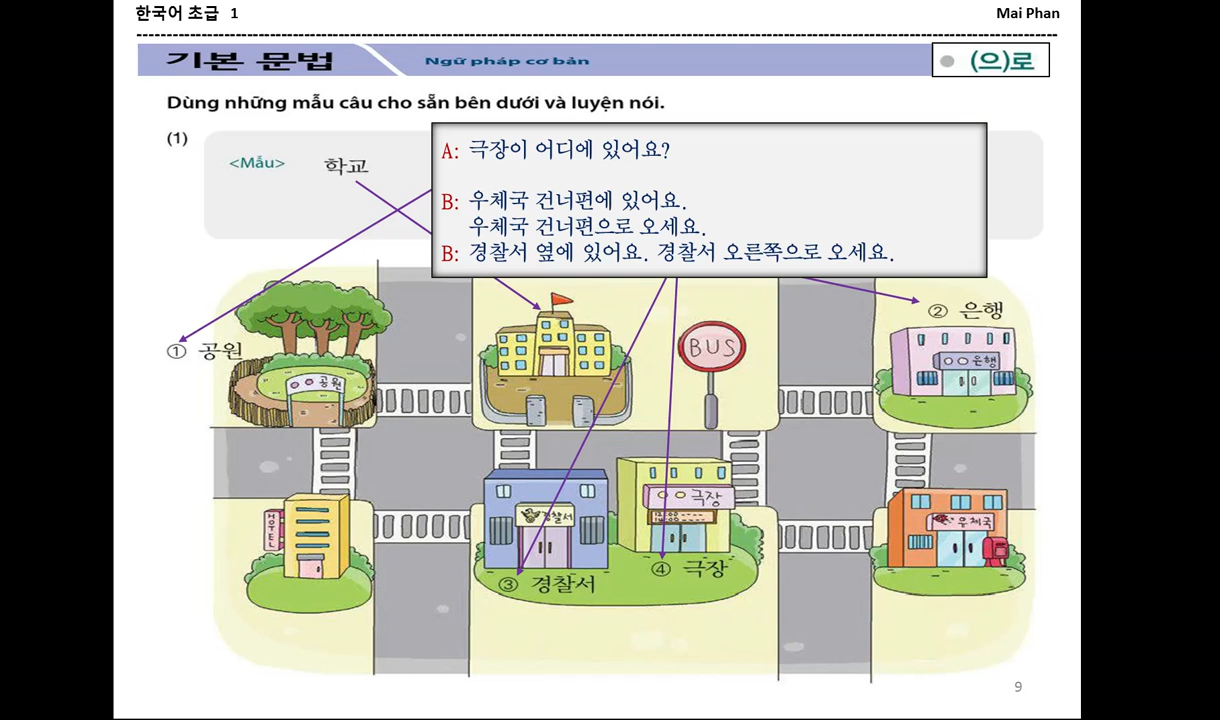 한국어 초급 1
Mai Phan
기본 문법
Ngữ pháp cơ bản
(으)로
Dùng những mẫu câu cho sẵn bên dưới và luyện nói.
(1)
<Mẫu> 학교
A: 극장이 어디에 있어요?
B: 우체국 건너편에 있어요.
우체국 건너편으로 오세요.
B: 경찰서 옆에 있어요. 경찰서 오른쪽으로 오세요.
② 은행
① 공원
BUS
은행
공원
극장
HOTEL
경찰서
우체국
③ 경찰서
④ 극장
9